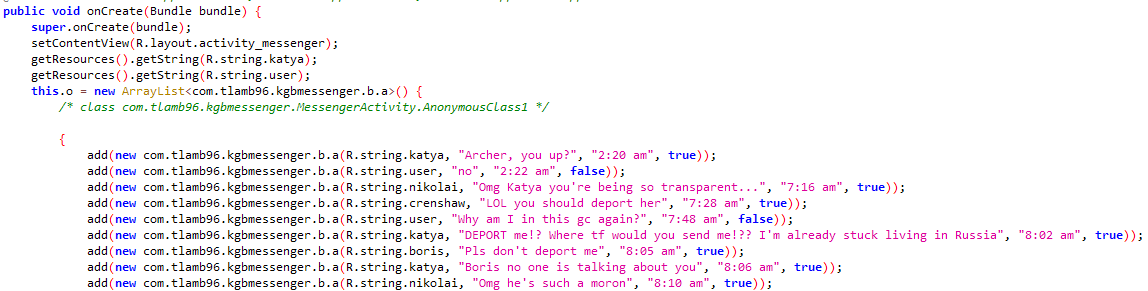 public void onCreate(Bundle bundle) {
    super.onCreate(bundle);
    setContentView(R.layout.activity_messenger);
    getResources().getString(R.string.katya);
    getResources().getString(R.string.user);
    this.o = new ArrayList<com.tlamb96.kgbmessenger.b.a>() {
        /* class com.tlamb96.kgbmessenger.MessengerActivity.AnonymousClass1 */
        {
            add(new com.tlamb96.kgbmessenger.b.a(R.string.katya, "Archer, you up?", "2:20 am", true));
            add(new com.tlamb96.kgbmessenger.b.a(R.string.user, "no", "2:22 am", false));
            add(new com.tlamb96.kgbmessenger.b.a(R.string.nikolai, "Omg Katya you're being so transparent...", "7:16 am", true));
            add(new com.tlamb96.kgbmessenger.b.a(R.string.crenshaw, "LOL you should deport her", "7:28 am", true));
            add(new com.tlamb96.kgbmessenger.b.a(R.string.user, "Why am I in this gc again?", "7:48 am", false));
            add(new com.tlamb96.kgbmessenger.b.a(R.string.katya, "DEPORT me!? Where tf would you send me!?? I'm already stuck living in Russia", "8:02 am", true));
            add(new com.tlamb96.kgbmessenger.b.a(R.string.boris, "Pls don't deport me", "8:05 am", true));
            add(new com.tlamb96.kgbmessenger.b.a(R.string.katya, "Boris no one is talking about you", "8:06 am", true));
            add(new com.tlamb96.kgbmessenger.b.a(R.string.nikolai, "Omg he's such a moron", "8:10 am", true));